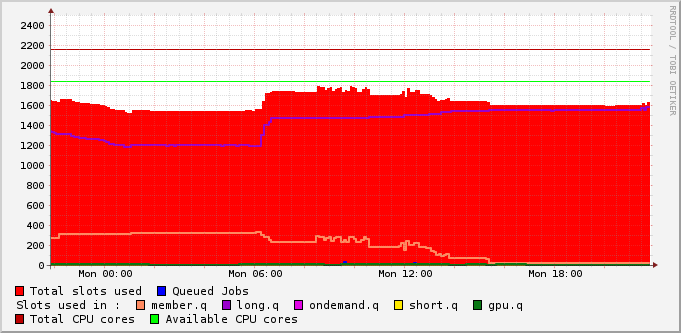 RRDTOOL / TOBI OETIKER
2400
2200
2000
1800
1600
1400
1200
1000
800
600
400
200
0
Mon 00:00 Mon 06:00 Mon 12:00 Mon 18:00
Total slots used Queued Jobs
Slots used in : member.q long.q ondemand.q short.q gpu.q
Total CPU cores Available CPU cores